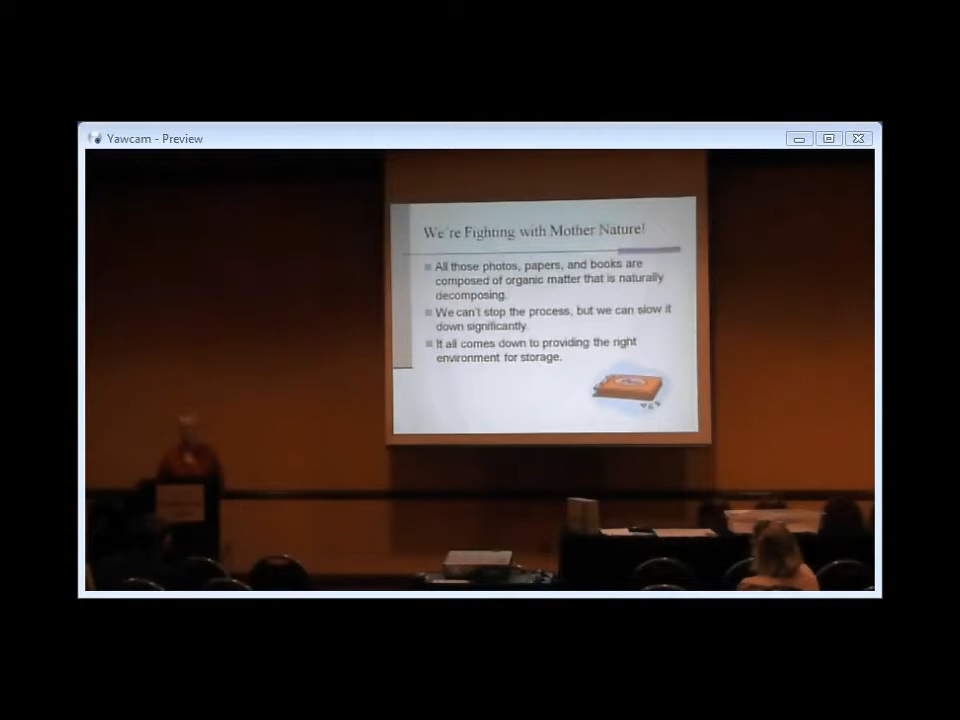 Yawcam - Preview
We're Fighting with Mother Nature!
All those photos, papers, and books are
composed of organic matter that is naturally
decomposing.
We can't stop the process, but we can slow it
down significantly.
It all comes down to providing the right
environment for storage.